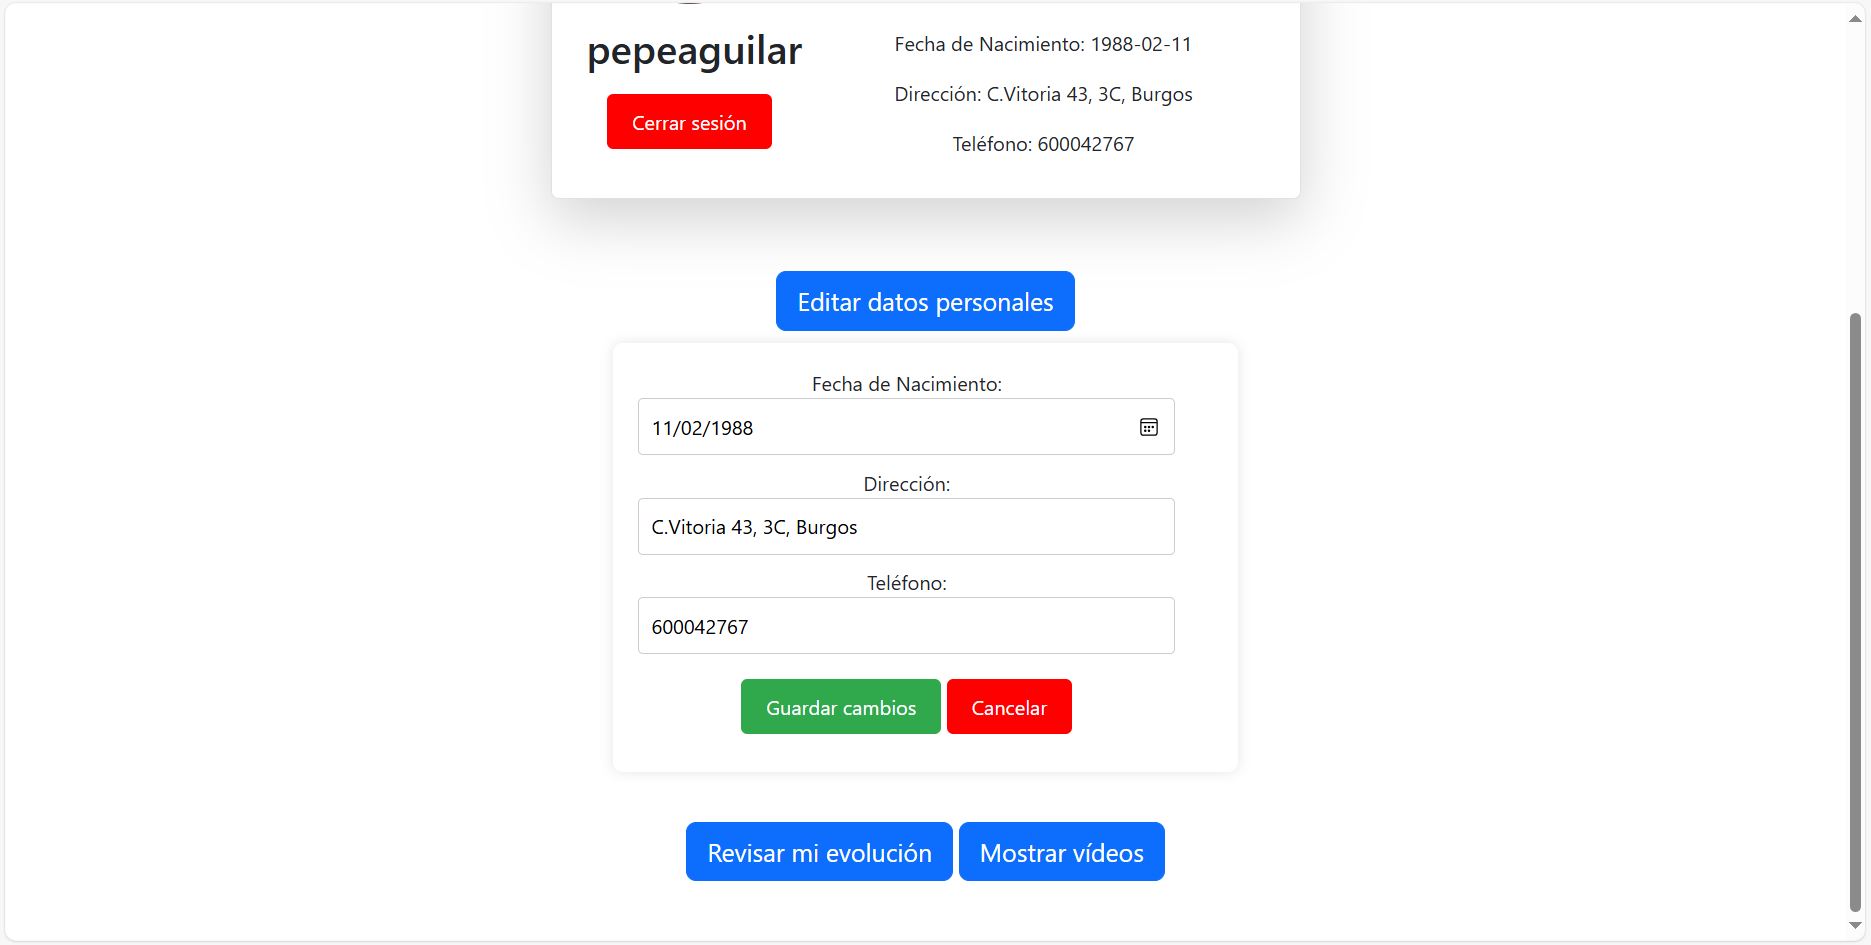 pepeaguilar
Cerrar sesión
Fecha de Nacimiento: 1988-02-11
Dirección: C.Vitoria 43, 3C, Burgos
Teléfono: 600042767
Editar datos personales
Fecha de Nacimiento:
11/02/1988
Dirección:
C.Vitoria 43, 3C, Burgos
Teléfono:
600042767
Guardar cambios
Cancelar
Revisar mi evolución
Mostrar vídeos